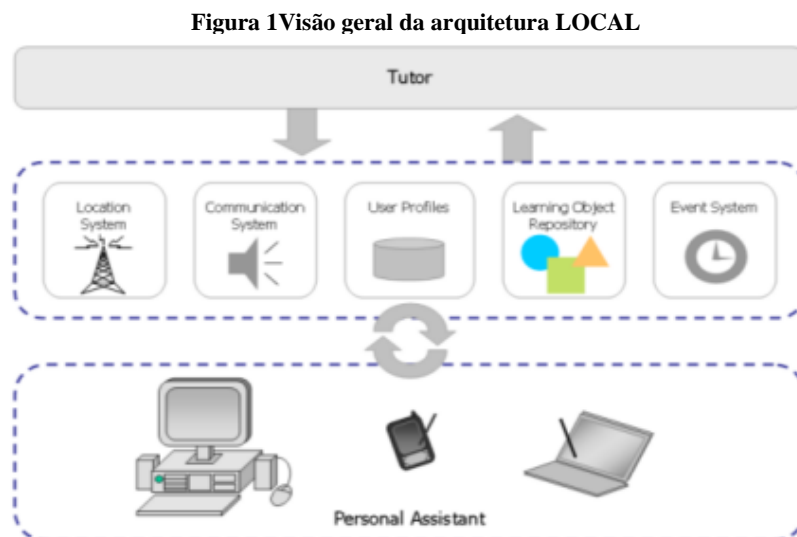 Figura 1Visão geral da arquitetura LOCAL
Tutor
Location
System
Communication
System
User Profiles
Learning Object
Repository
Event System
Personal Assistant